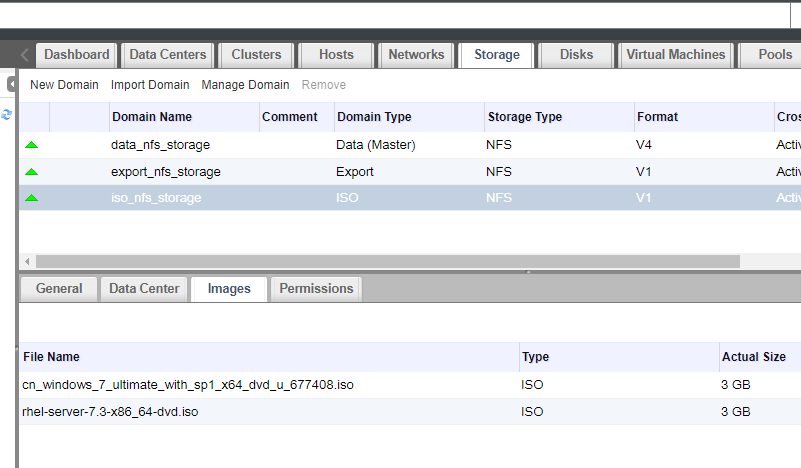 Dashboard Data Centers Clusters Hosts Networks Storage Disks Virtual Machines Pools
New Domain Import Domain Manage Domain Remove
Domain Name Comment Domain Type Storage Type Format Cros
data_nfs_storage Data (Master) NFS V4 Activ
export_nfs_storage Export NFS V1 Activ
iso_nfs_storage ISO NFS V1 Activ
General Data Center Images Permissions
File Name Type Actual Size
cn_windows_7_ultimate_with_sp1_x64_dvd_u_677408.iso ISO 3 GB
rhel-server-7.3-x86_64-dvd.iso ISO 3 GB